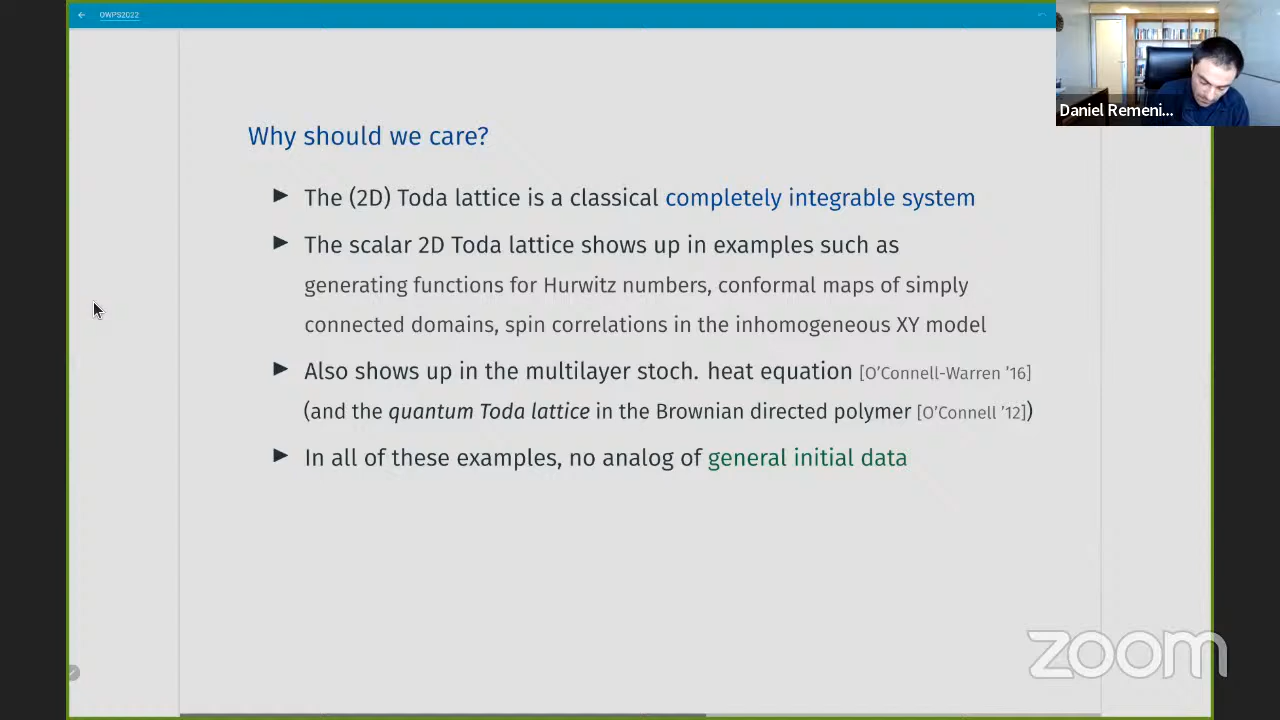 OWPS2022
Daniel Remeni...
Why should we care?
► The (2D) Toda lattice is a classical completely integrable system
► The scalar 2D Toda lattice shows up in examples such as
generating functions for Hurwitz numbers, conformal maps of simply
connected domains, spin correlations in the inhomogeneous XY model
► Also shows up in the multilayer stoch. heat equation [O’Connell-Warren ’16]
(and the quantum Toda lattice in the Brownian directed polymer [O’Connell ’12])
► In all of these examples, no analog of general initial data
zoom